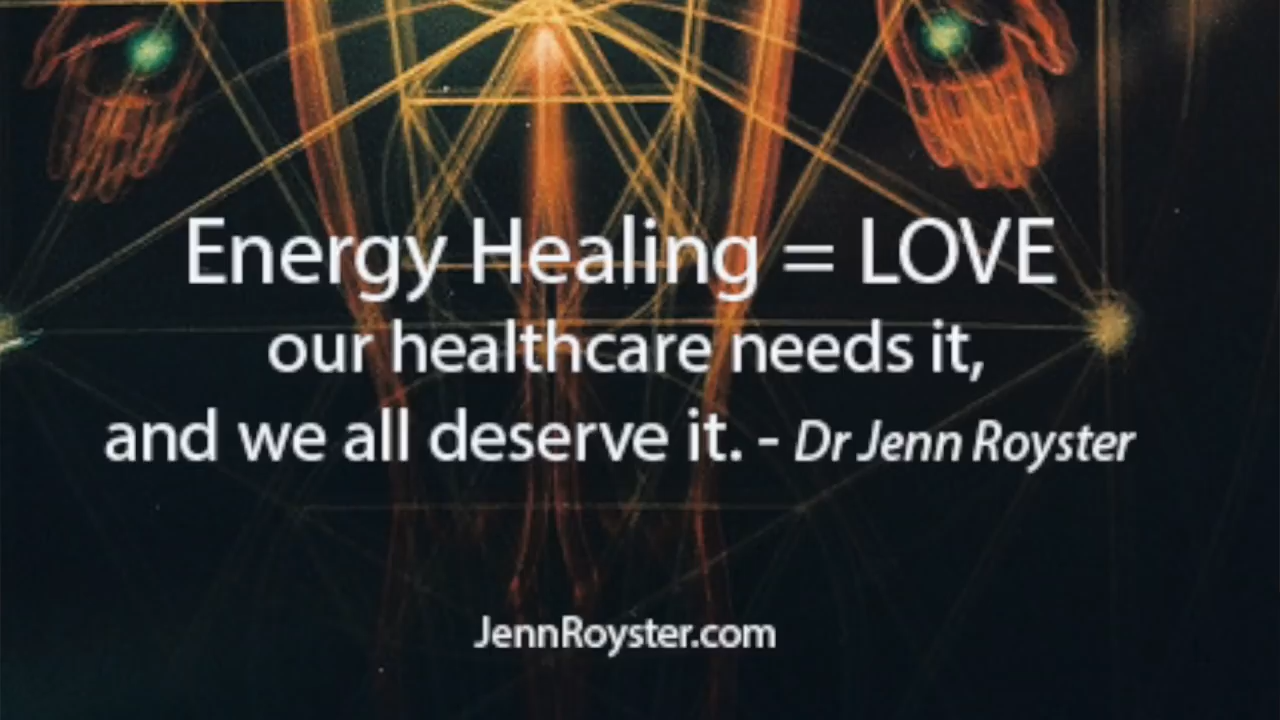 Energy Healing = LOVE
our healthcare needs it,
and we all deserve it. - Dr Jenn Royster
JennRoyster.com